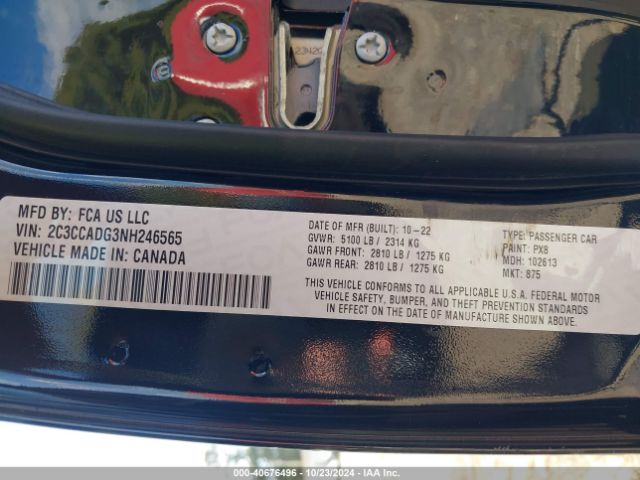 MFD BY: FCA US LLC
VIN: 2C3CCADG3NH246565
VEHICLE MADE IN: CANADA
DATE OF MFR (BUILT): 10-22
GVWR: 5100 LB / 2314 KG
GAWR FRONT: 2810 LB / 1275 KG
GAWR REAR: 2810 LB / 1275 KG
TYPE: PASSENGER CAR
PAINT: PX8
MDH: 102613
MKT: 875
THIS VEHICLE CONFORMS TO ALL APPLICABLE U.S.A. FEDERAL MOTOR
VEHICLE SAFETY, BUMPER, AND THEFT PREVENTION STANDARDS
IN EFFECT ON THE DATE OF MANUFACTURE SHOWN ABOVE.
000-40676496 - 10/23/2024 - IAA Inc.